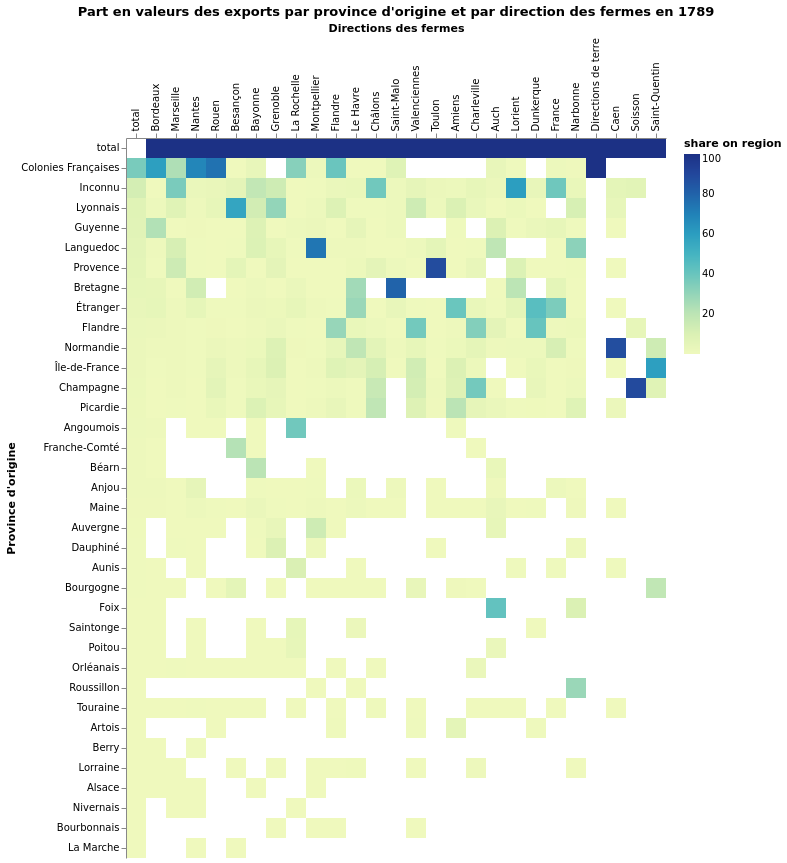 Part en valeurs des exports par province d'origine et par direction des fermes en 1789
Directions des fermes
total
Bordeaux
Marseille
Nantes
Rouen
Besançon
Bayonne
Grenoble
La Rochelle
Montpellier
Flandre
Le Havre
Châlons
Saint-Malo
Valenciennes
Toulon
Amiens
Charleville
Auch
Lorient
Dunkerque
France
Narbonne
Directions de terre
Caen
Soisson
Saint-Quentin
share on region
100
80
60
40
20
Province d'origine
total
Colonies Françaises
Inconnu
Lyonnais
Guyenne
Languedoc
Provence
Bretagne
Étranger
Flandre
Normandie
Île-de-France
Champagne
Picardie
Angoumois
Franche-Comté
Béarn
Anjou
Maine
Auvergne
Dauphiné
Aunis
Bourgogne
Foix
Saintonge
Poitou
Orléanais
Roussillon
Touraine
Artois
Berry
Lorraine
Alsace
Nivernais
Bourbonnais
La Marche